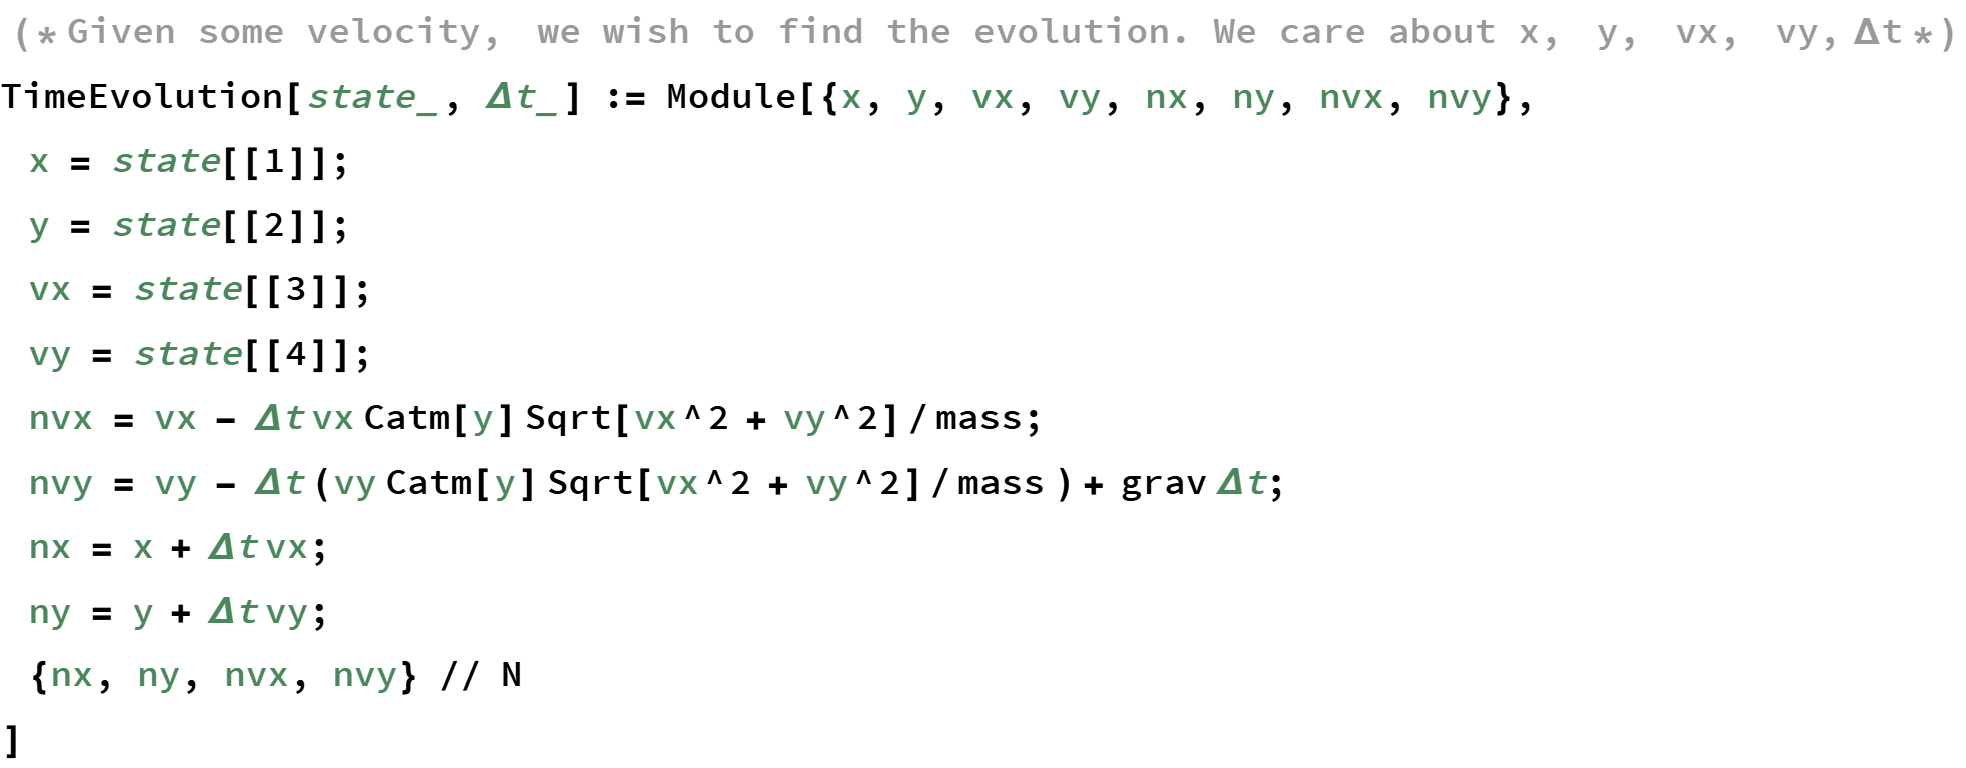 (*Given some velocity, we wish to find the evolution. We care about x, y, vx, vy,Δt*)
TimeEvolution[state_, Δt_] := Module[{x, y, vx, vy, nx, ny, nvx, nvy},
x = state[[1]];
y = state[[2]];
vx = state[[3]];
vy = state[[4]];
nvx = vx - Δt vx Catm[y] Sqrt[vx^2 + vy^2]/mass;
nvy = vy - Δt (vy Catm[y] Sqrt[vx^2 + vy^2]/mass ) + grav Δt;
nx = x + Δt vx;
ny = y + Δt vy;
{nx, ny, nvx, nvy} // N
]